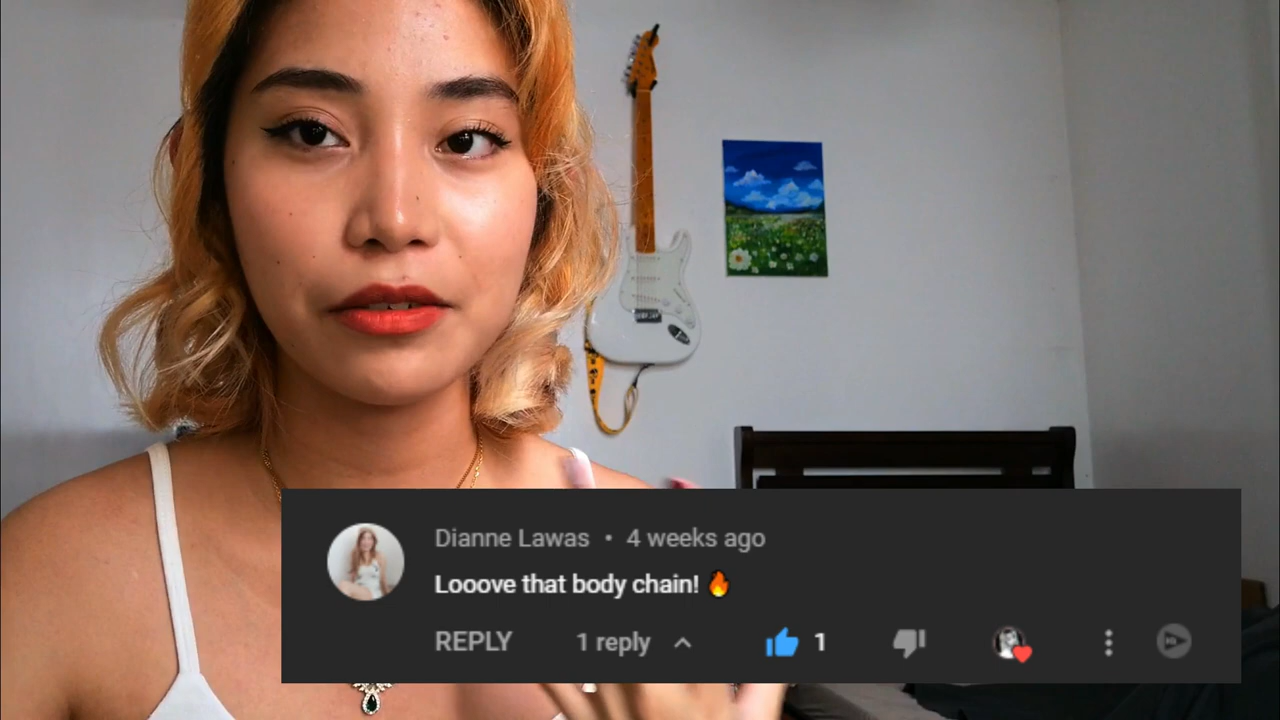 Dianne Lawas • 4 weeks ago
Looove that body chain! 🔥
REPLY 1 reply 1